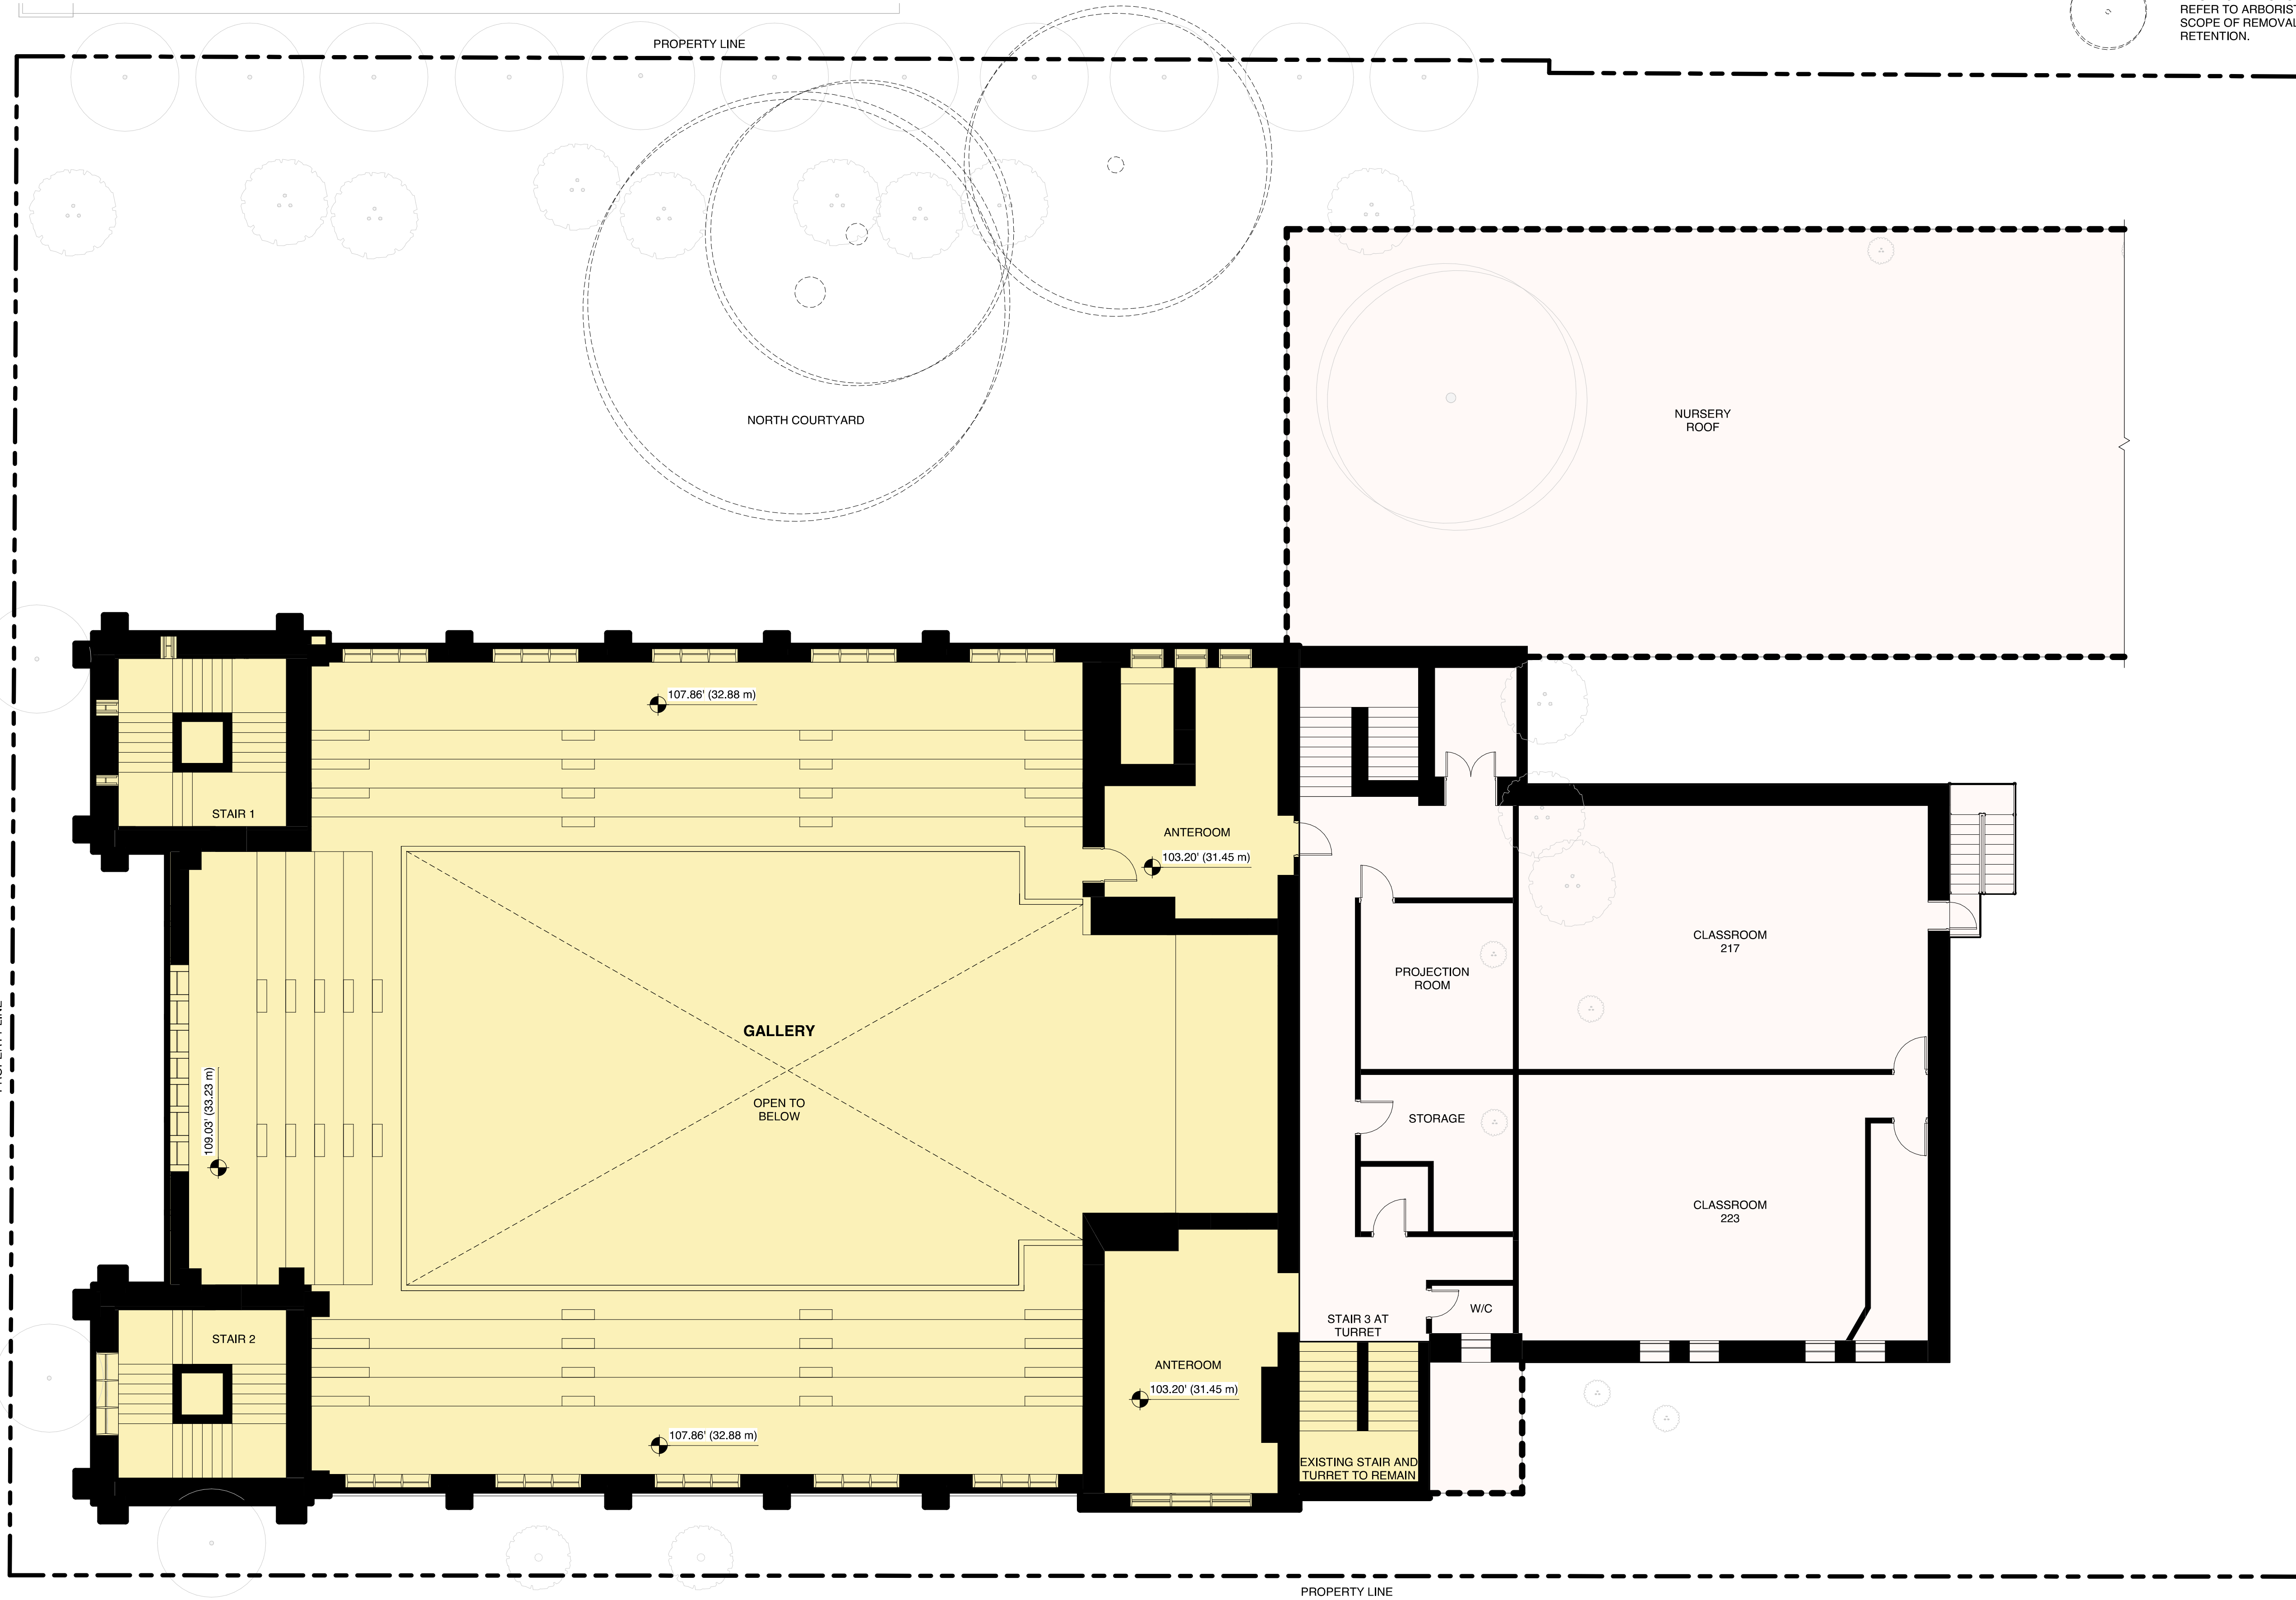 REFER TO ARBORIST
SCOPE OF REMOVAL
RETENTION.
PROPERTY LINE
NORTH COURTYARD
NURSERY
ROOF
107.86' (32.88 m)
STAIR 1
ANTEROOM
103.20' (31.45 m)
CLASSROOM
217
PROJECTION
ROOM
GALLERY
109.03' (33.23 m)
OPEN TO
BELOW
STORAGE
CLASSROOM
223
STAIR 2
STAIR 3 AT
TURRET
W/C
ANTEROOM
103.20' (31.45 m)
107.86' (32.88 m)
EXISTING STAIR AND
TURRET TO REMAIN
PROPERTY LINE